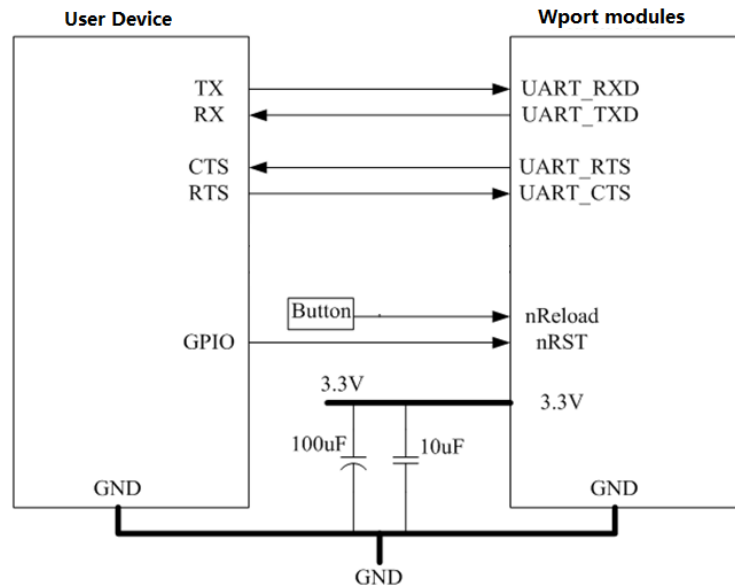 User Device
Wport modules
TX
UART_RXD
RX
UART_TXD
CTS
UART_RTS
RTS
UART_CTS
Button
nReload
GPIO
nRST
3.3V
3.3V
100uF
10uF
GND
GND
GND